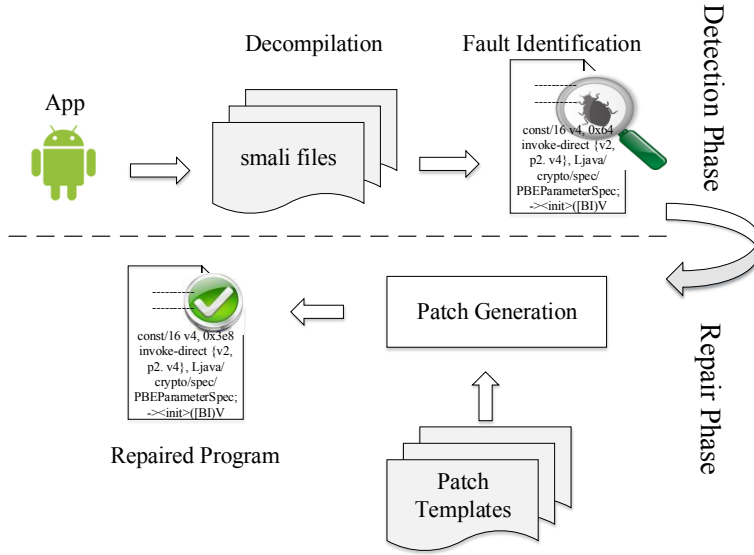 Decompilation
Fault Identification
App
smali files
const/16 v4, 0x64
invoke-direct {v2,
p2. v4}, Ljava/
crypto/spec/
PBEParameterSpec;
-><init>([BI)V
Detection Phase
const/16 v4, 0x3e8
invoke-direct {v2,
p2. v4}, Ljava/
crypto/spec/
PBEParameterSpec;
-><init>([BI)V
Repaired Program
Patch Generation
Patch
Templates
Repair Phase